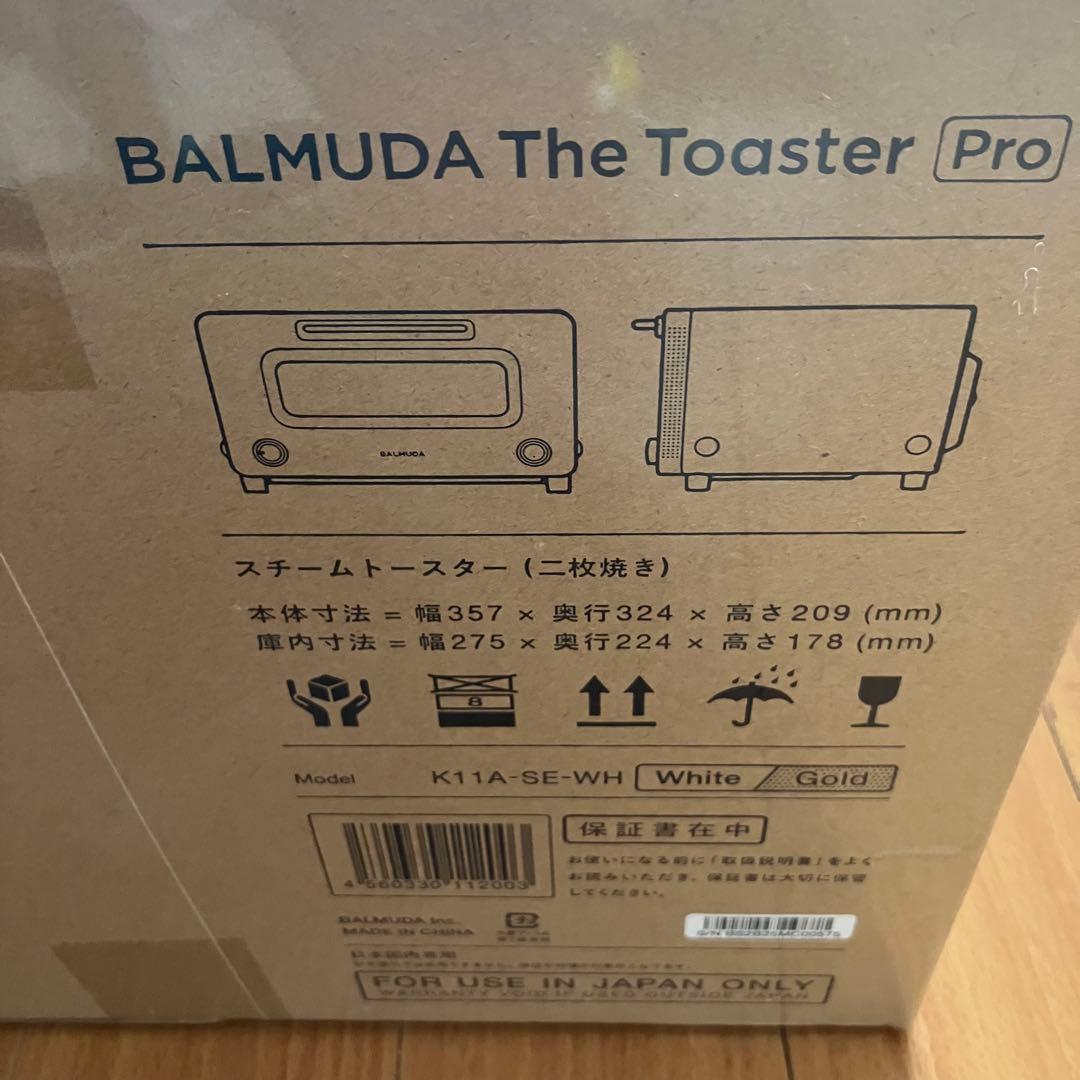 BALMUDA The Toaster Pro
BALMUDA
スチームトースター (二枚焼き)
本体寸法 = 幅357 × 奥行324 × 高さ209 (mm)
庫内寸法 = 幅275 × 奥行224 × 高さ178 (mm)
8
Model K11A-SE-WH White Gold
保証書在中
お使いになる前に「取扱説明書」をよく
お読みいただき、保証書は大切に保管
してください。
4 560330 112003
BALMUDA Inc.
MADE IN CHINA
日本国内専用
FOR USE IN JAPAN ONLY
WARRANTY VOID IF USED OUTSIDE JAPAN